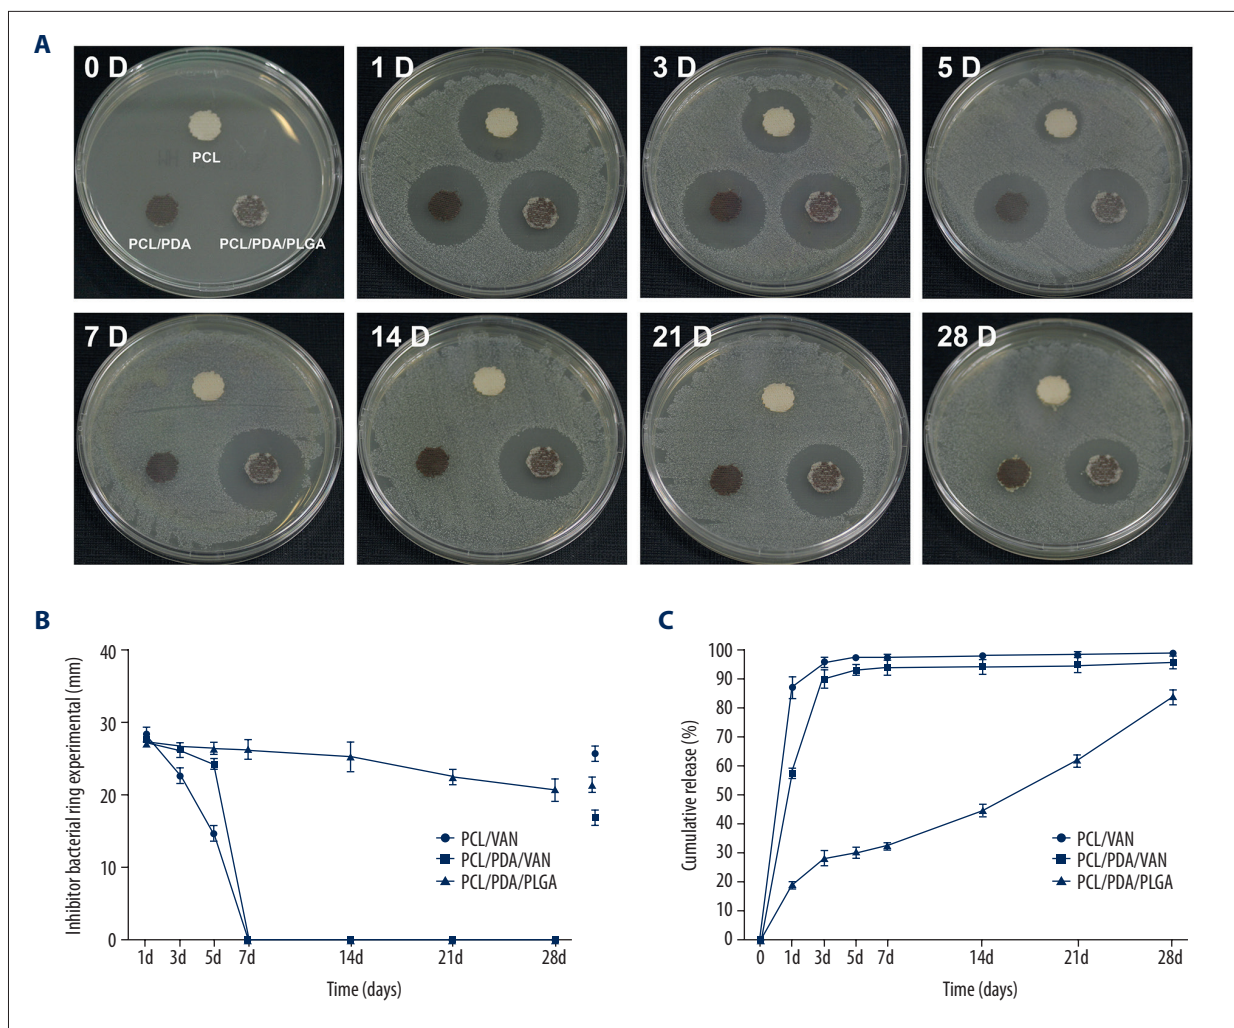 A
0 D
1 D
3 D
5 D
PCL
PCL/PDA
PCL/PDA/PLGA
7 D
14 D
21 D
28 D
B
Inhibitor bacterial ring experimental (mm)
40
30
20
10
0
1d 3d 5d 7d 14d 21d 28d
Time (days)
PCL/VAN
PCL/PDA/VAN
PCL/PDA/PLGA
C
Cumulative release (%)
100
90
80
70
60
50
40
30
20
10
0
0 1d 3d 5d 7d 14d 21d 28d
Time (days)
PCL/VAN
PCL/PDA/VAN
PCL/PDA/PLGA